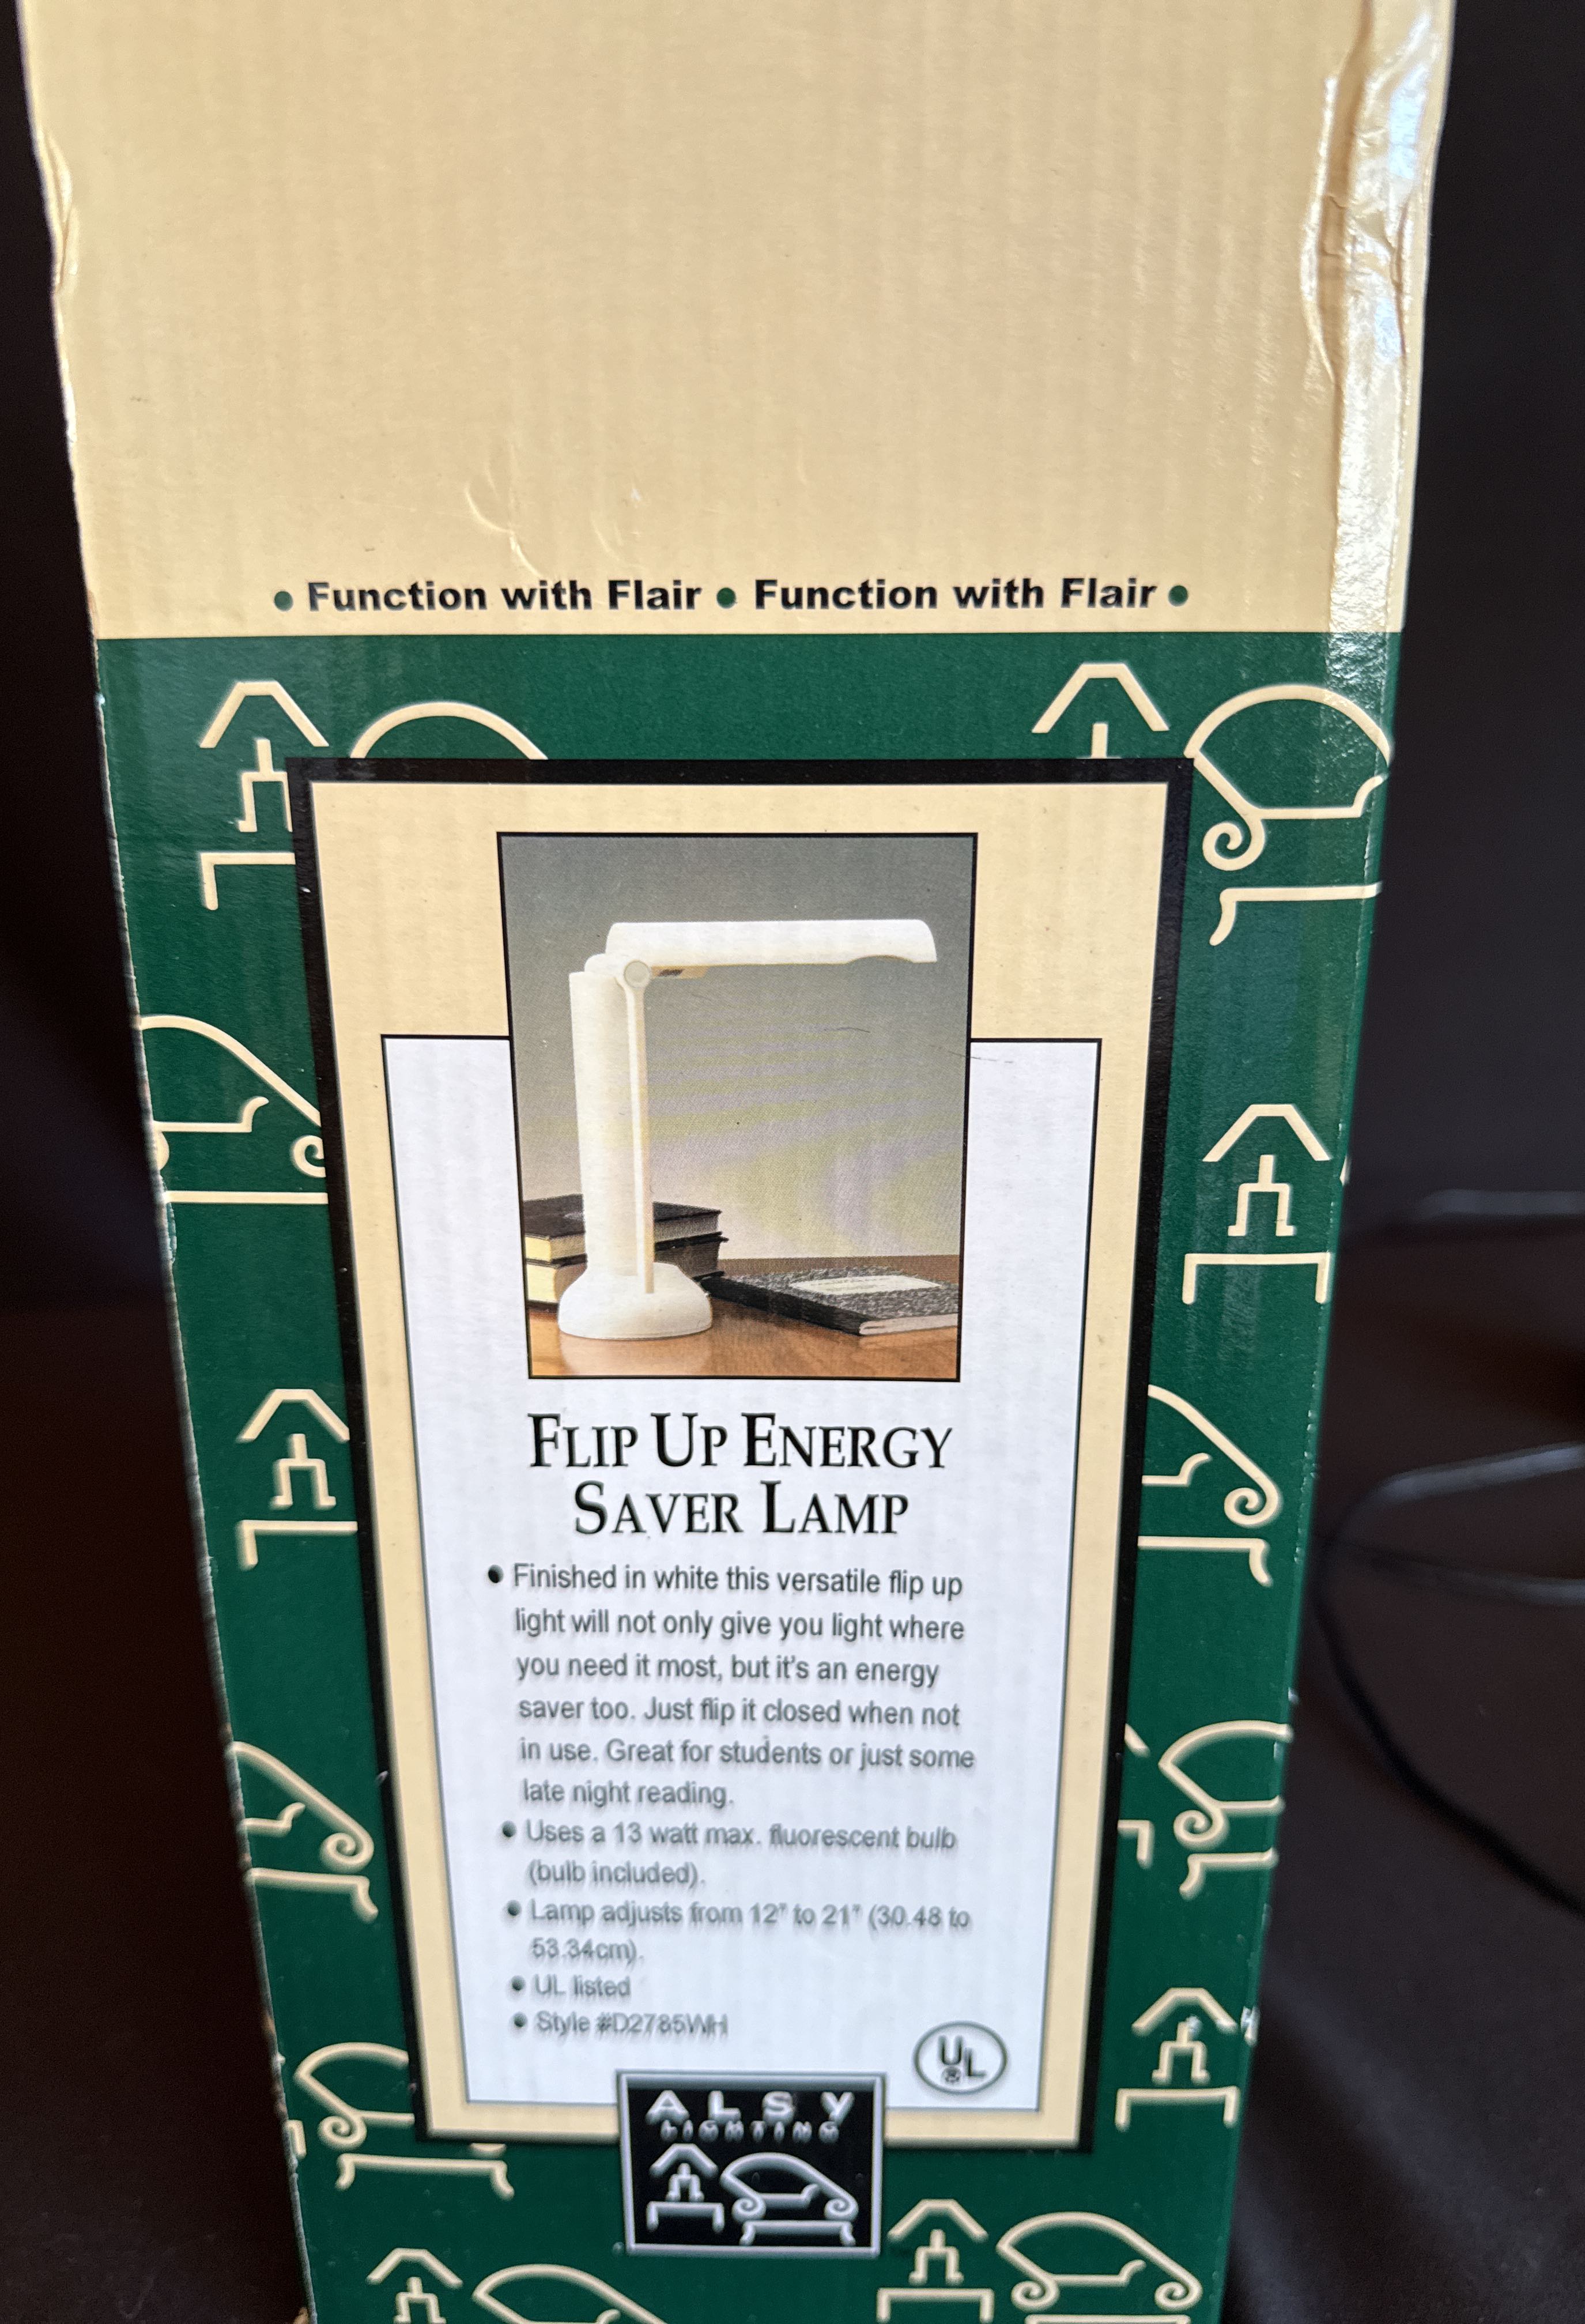 • Function with Flair • Function with Flair •
FLIP UP ENERGY
SAVER LAMP
• Finished in white this versatile flip up
light will not only give you light where
you need it most, but it's an energy
saver too. Just flip it closed when not
in use. Great for students or just some
late night reading.
• Uses a 13 watt max. fluorescent bulb
(bulb included).
• Lamp adjusts from 12" to 21" (30.48 to
53.34cm).
• UL listed
• Style #D2785WH
UL
®
ALSY
LIGHTING